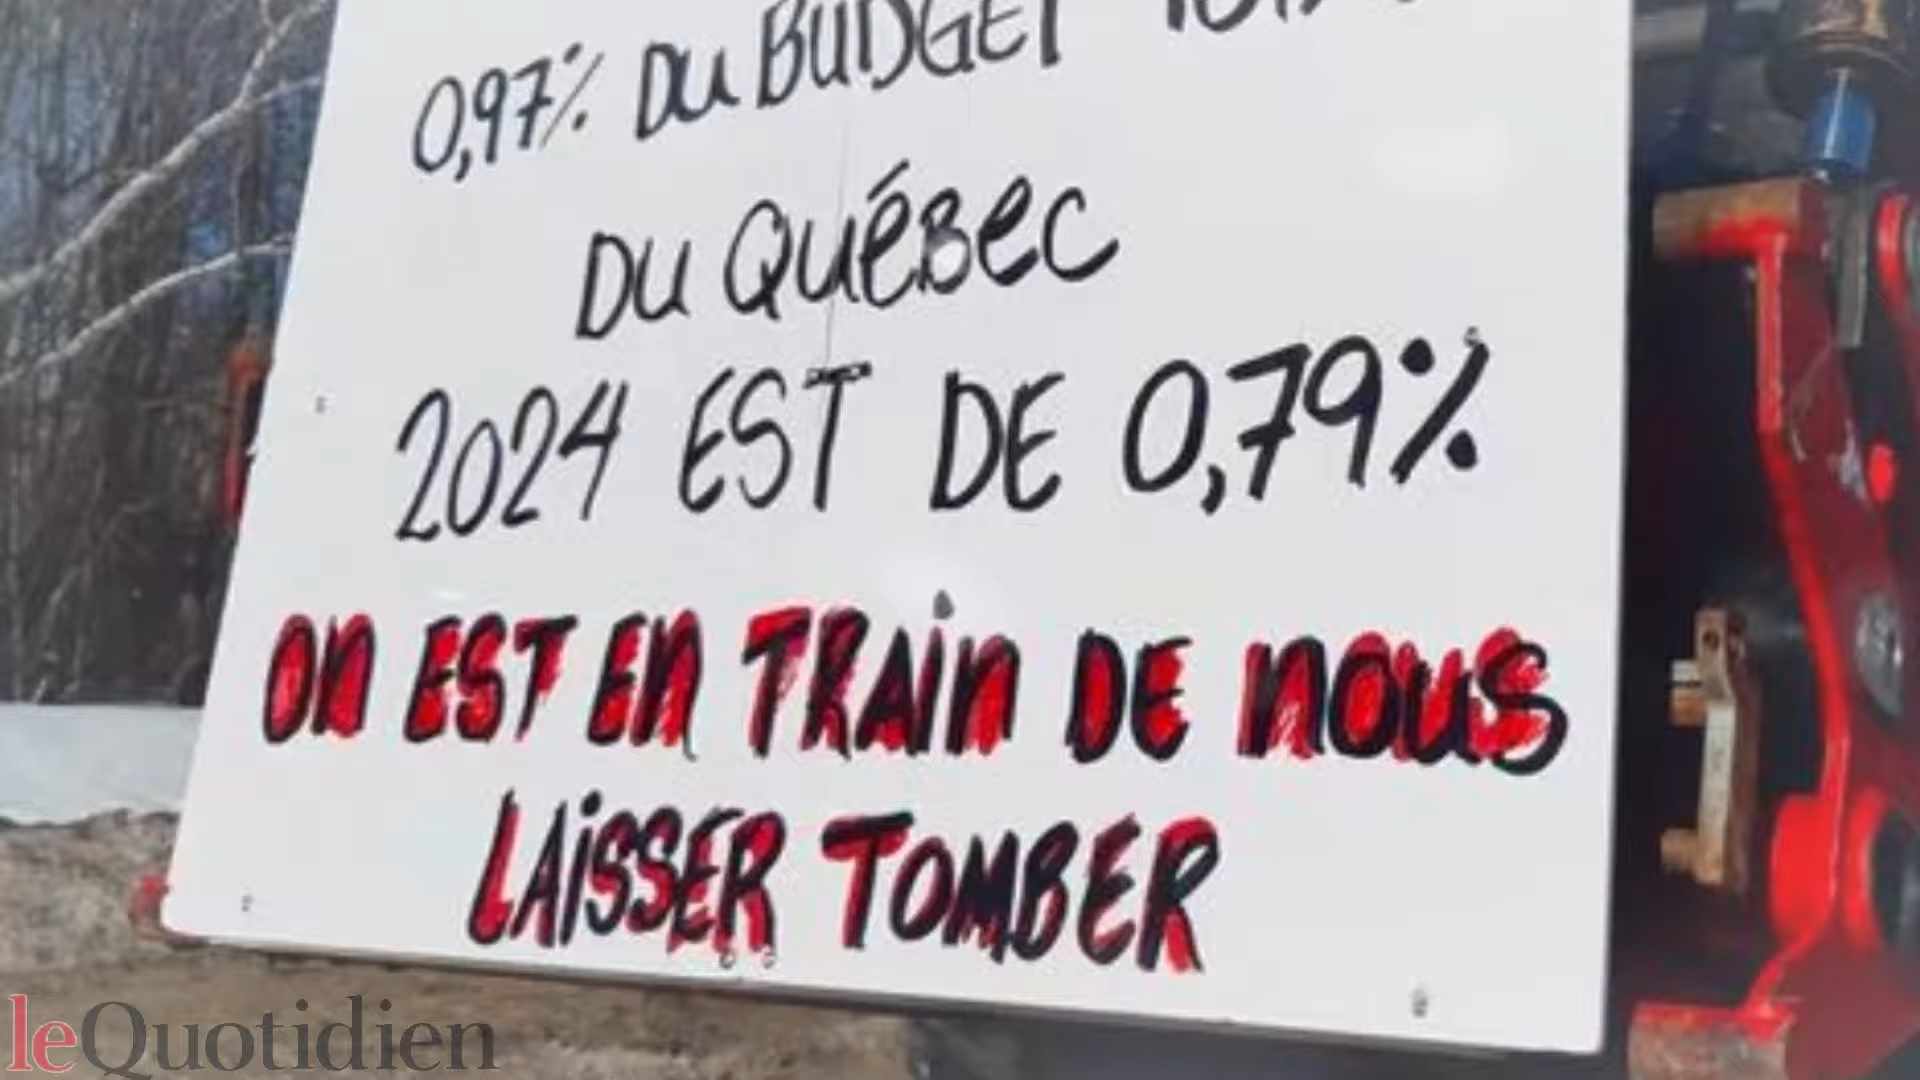 0,97% DU BUDGET
DU QUÉBEC
2024 EST DE 0,79%
ON EST EN TRAIN DE NOUS
LAISSER TOMBER
leQuotidien